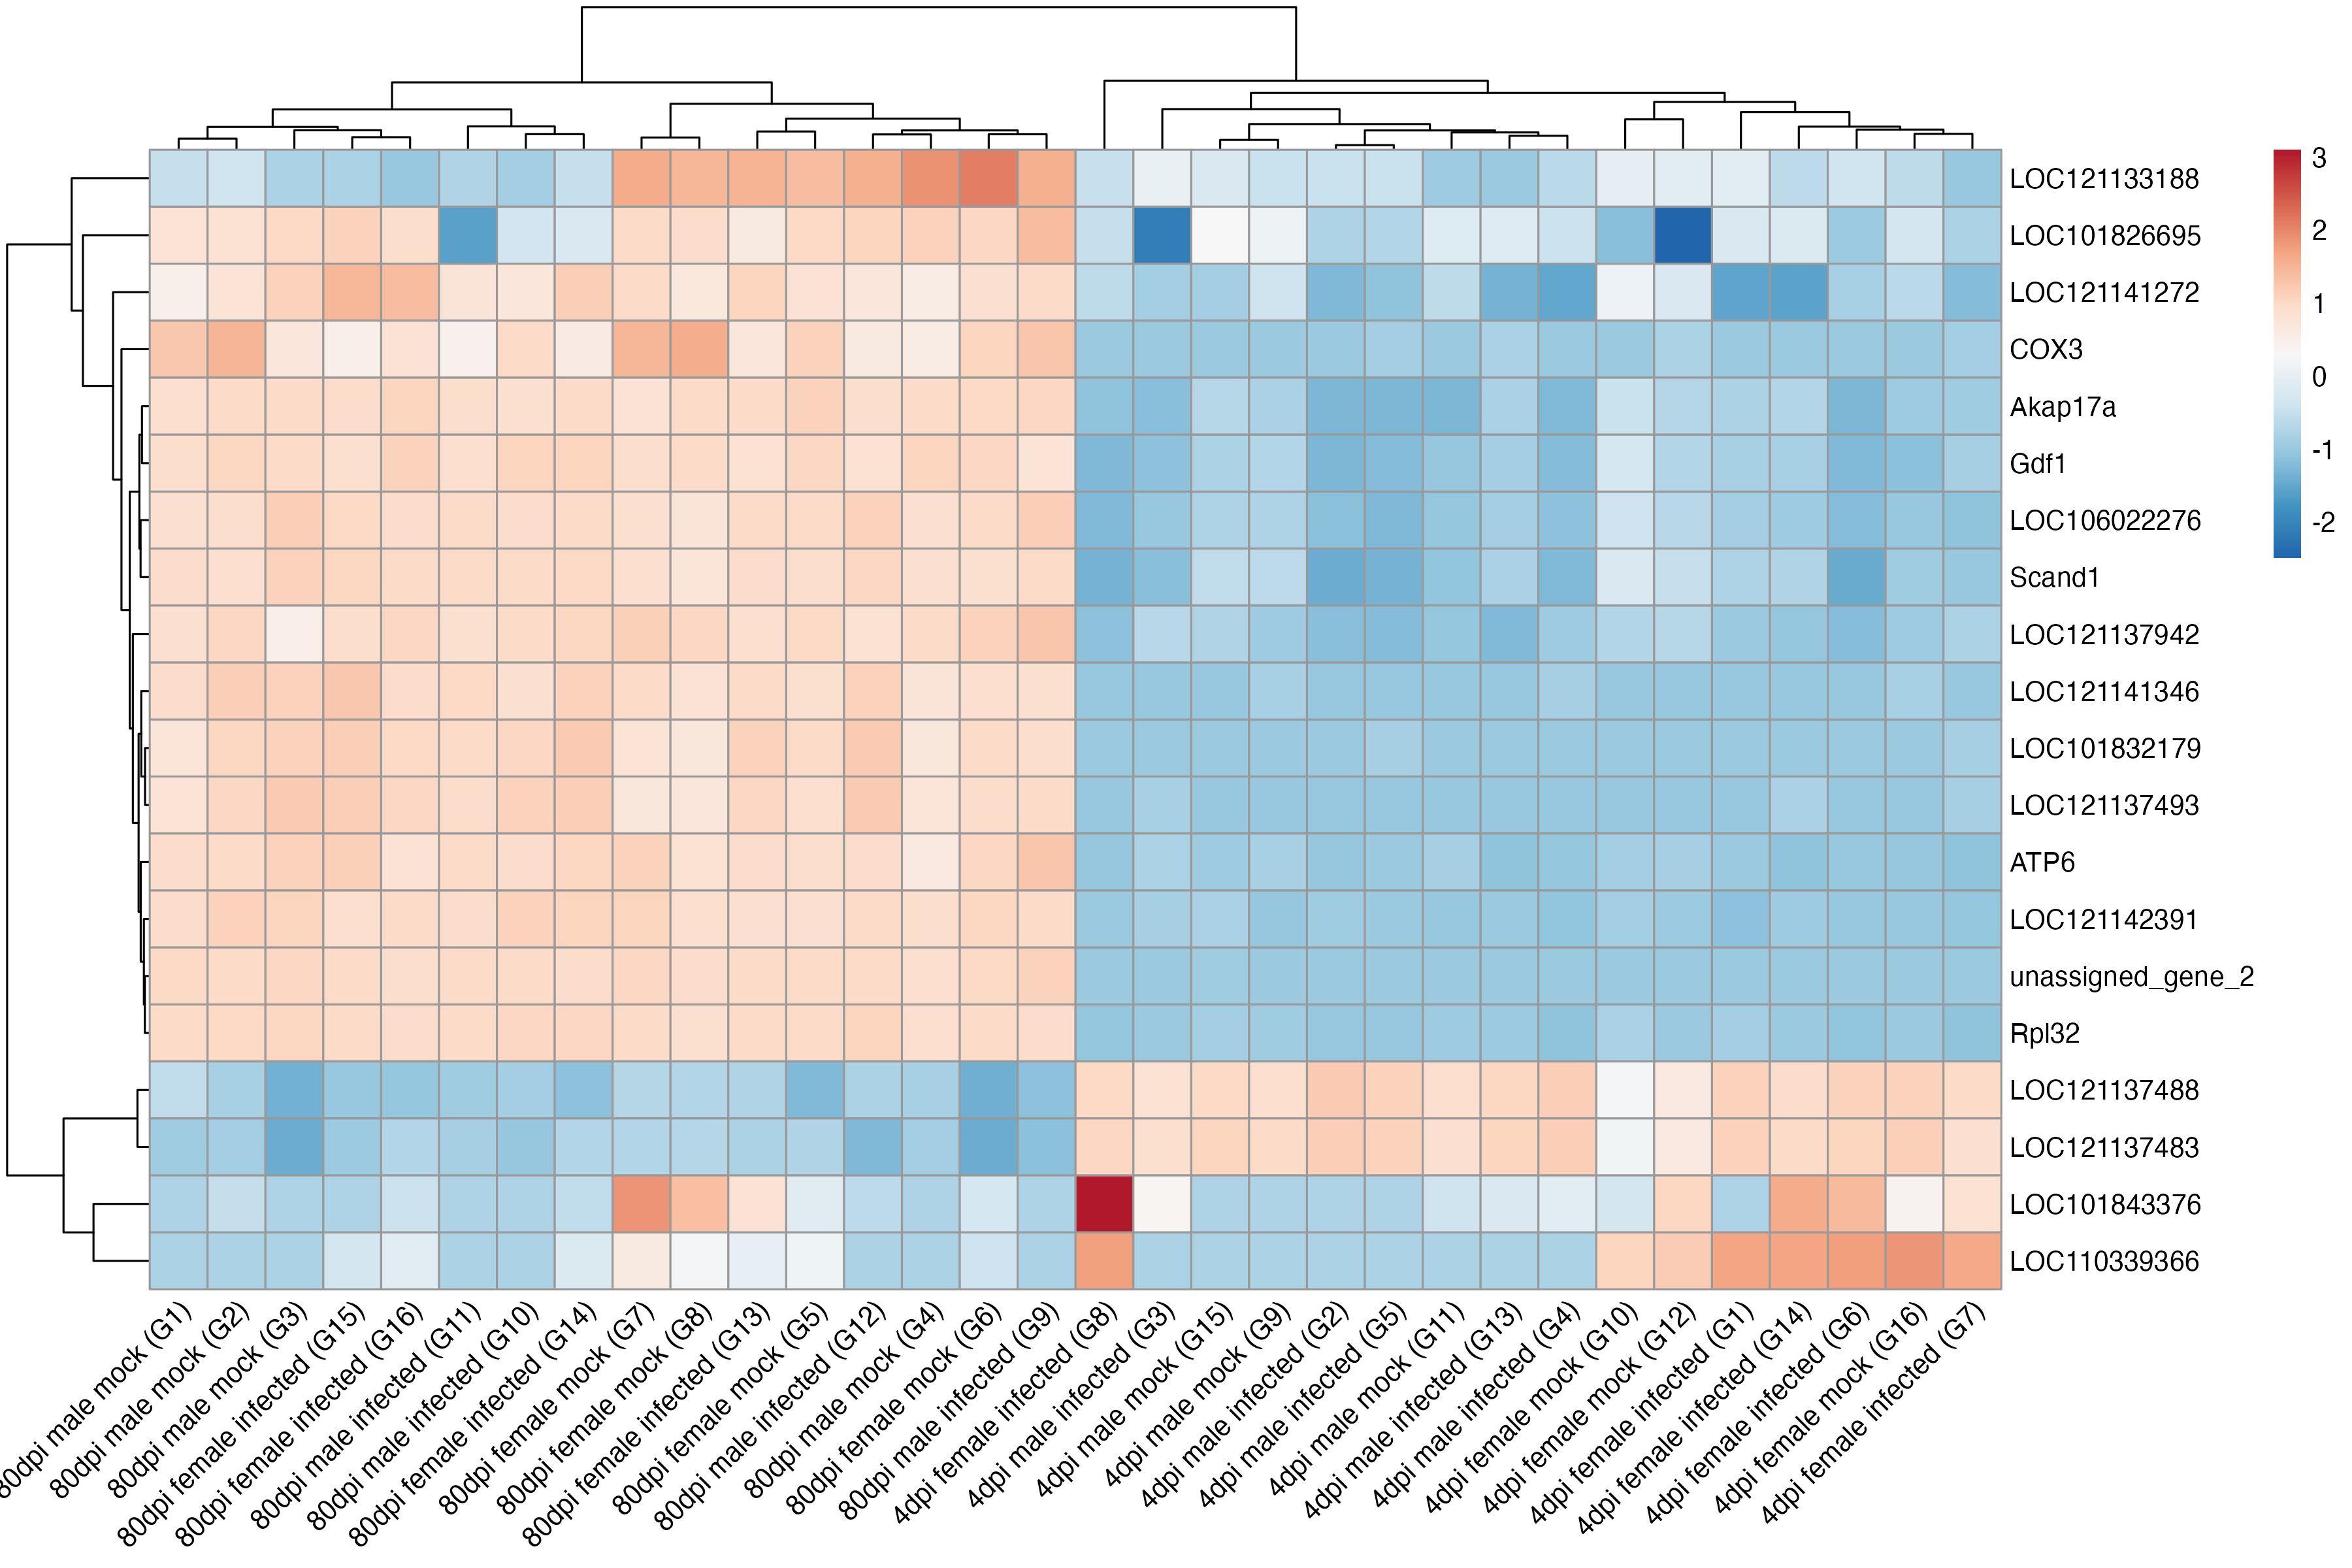 3
2
1
0
-1
-2
LOC121133188
LOC101826695
LOC121141272
COX3
Akap17a
Gdf1
LOC106022276
Scand1
LOC121137942
LOC121141346
LOC101832179
LOC121137493
ATP6
LOC121142391
unassigned_gene_2
Rpl32
LOC121137488
LOC121137483
LOC101843376
LOC110339366
80dpi male mock (G1)
80dpi male mock (G2)
80dpi male mock (G3)
80dpi female infected (G15)
80dpi female infected (G16)
80dpi male infected (G11)
80dpi male infected (G10)
80dpi female infected (G14)
80dpi female mock (G7)
80dpi female mock (G8)
80dpi female infected (G13)
80dpi female mock (G5)
80dpi male infected (G12)
80dpi male mock (G4)
80dpi female mock (G6)
80dpi male infected (G9)
4dpi female infected (G8)
4dpi male infected (G3)
4dpi male mock (G15)
4dpi male mock (G9)
4dpi male infected (G2)
4dpi male infected (G5)
4dpi male mock (G11)
4dpi male infected (G13)
4dpi male infected (G4)
4dpi female mock (G10)
4dpi female mock (G12)
4dpi female infected (G1)
4dpi female infected (G14)
4dpi female infected (G6)
4dpi female mock (G16)
4dpi female infected (G7)